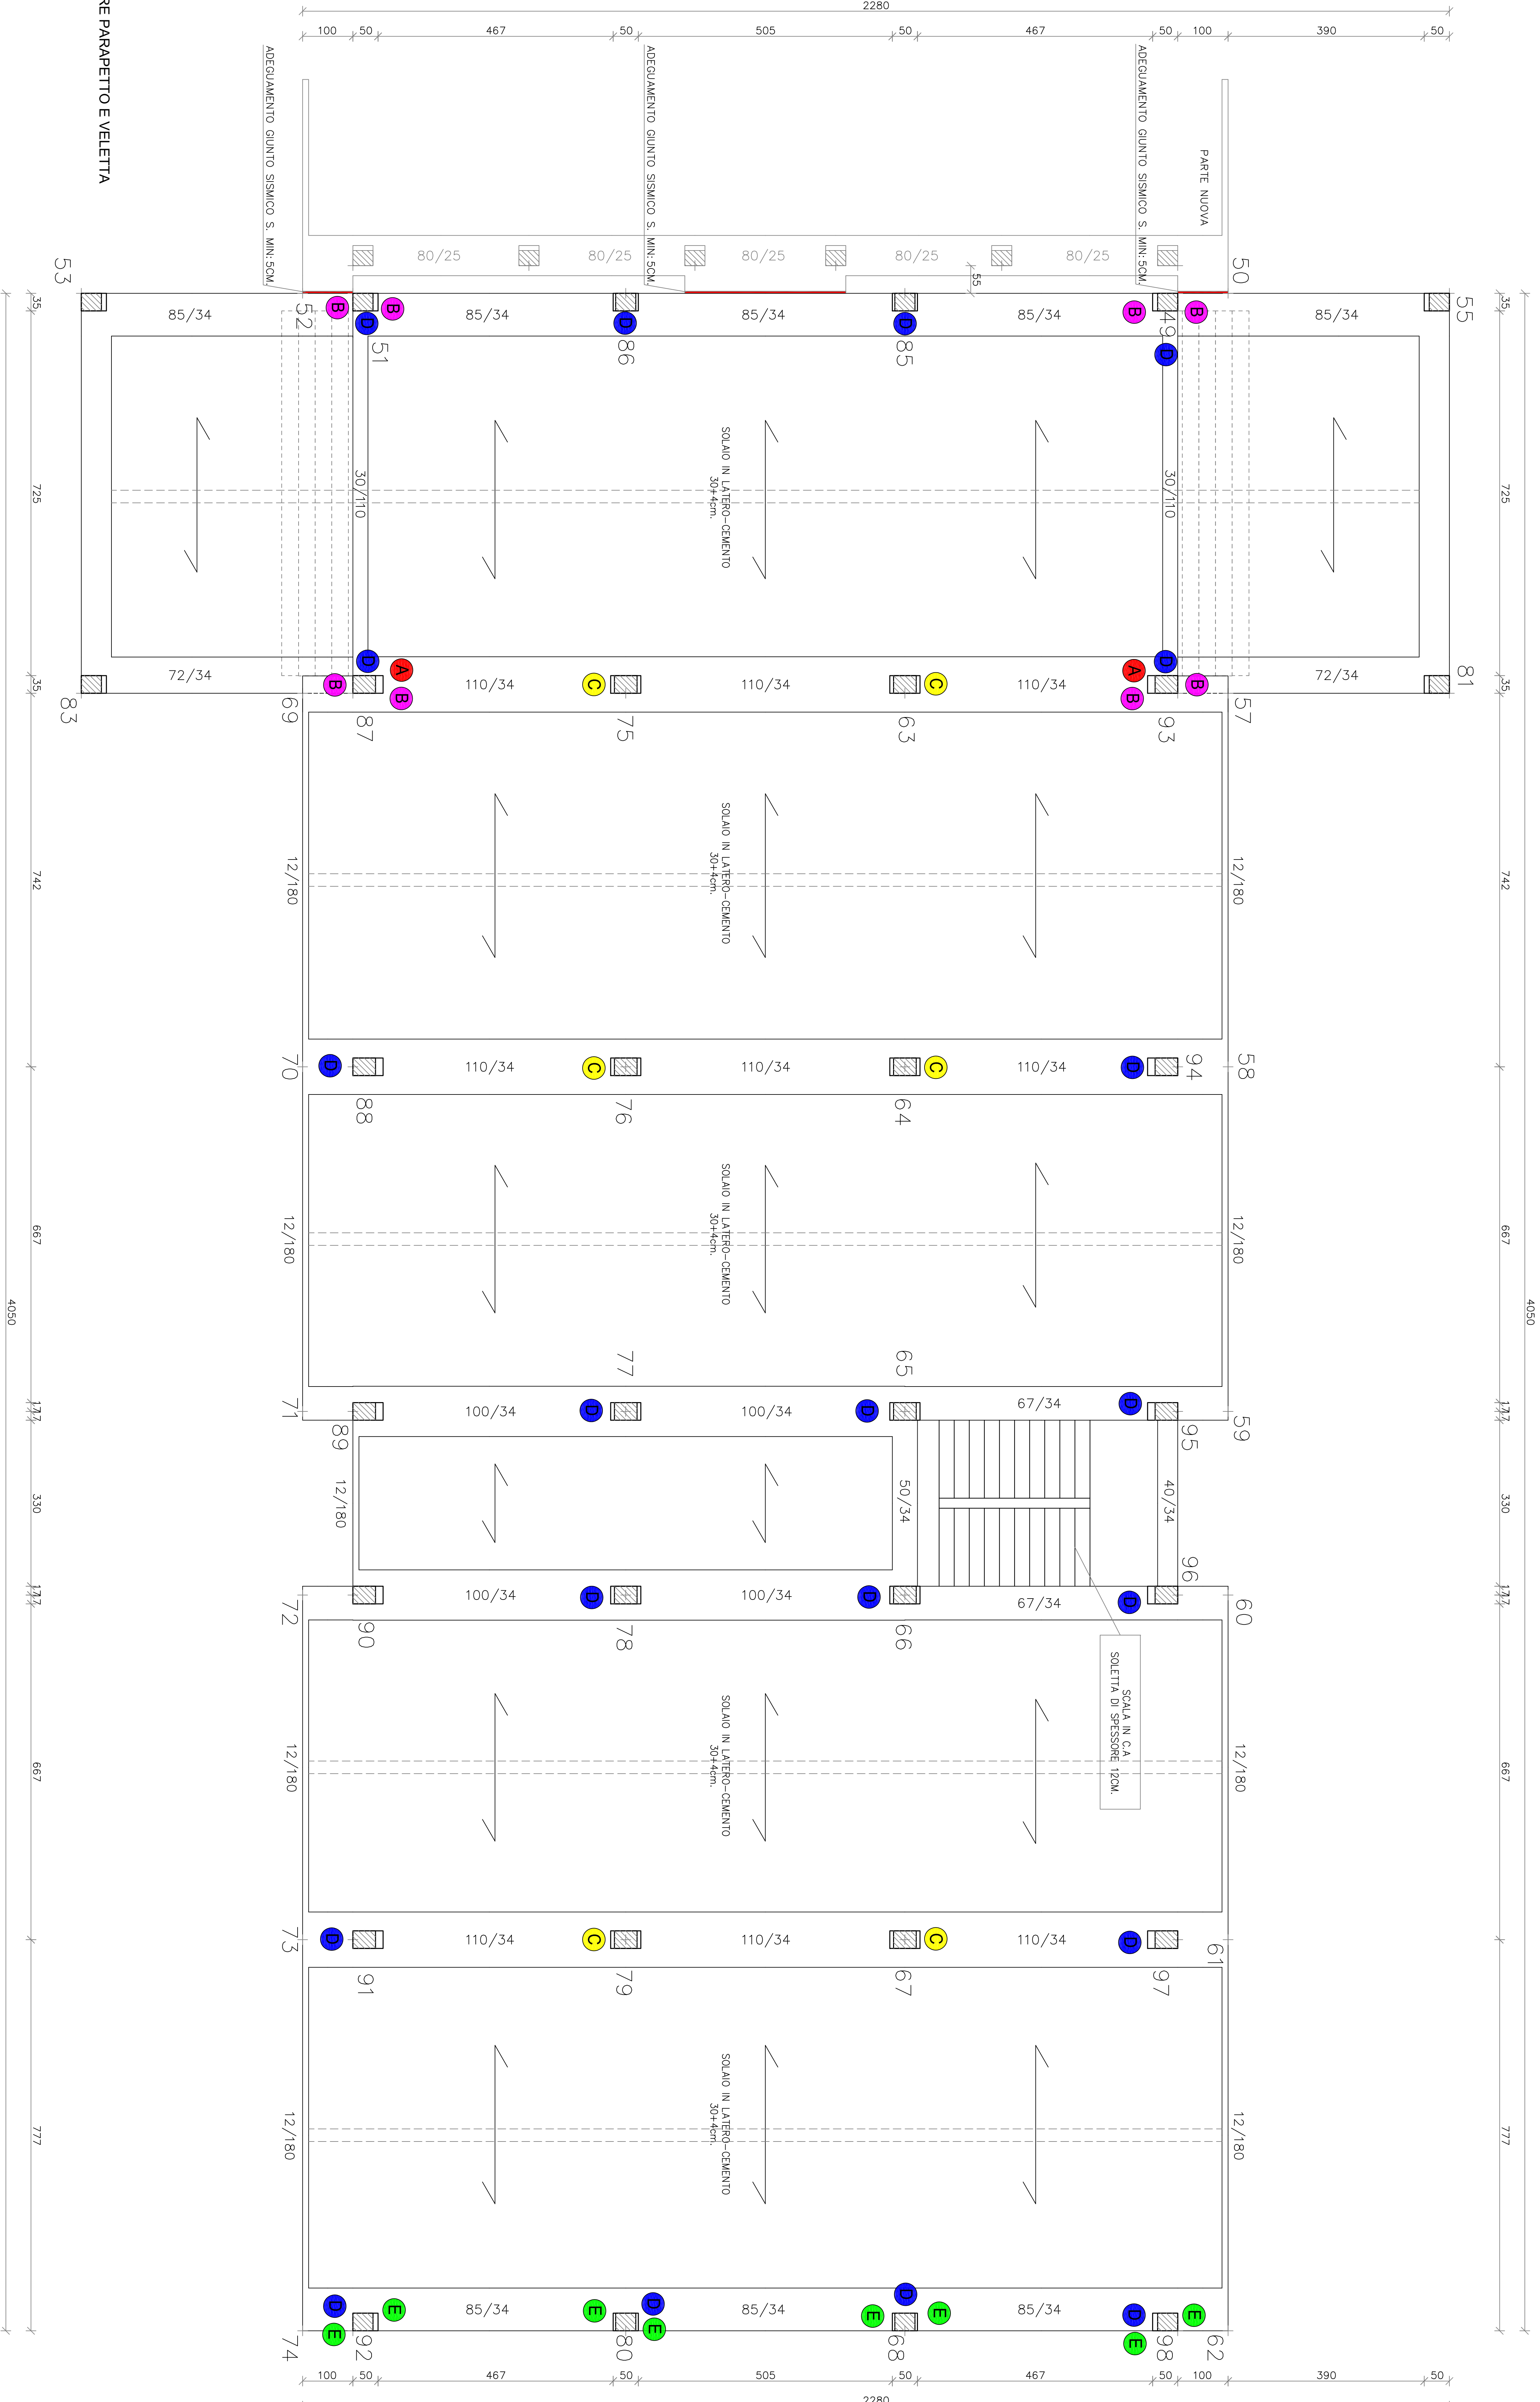 2280
100
50
467
50
505
50
467
50
100
390
50
RE PARAPETTO E VELETTA
ADEGUAMENTO GIUNTO SISMICO S. MIN: 5CM.
ADEGUAMENTO GIUNTO SISMICO S. MIN: 5CM.
ADEGUAMENTO GIUNTO SISMICO S. MIN: 5CM.
PARTE NUOVA
80/25
80/25
80/25
80/25
80/25
55
53
52
50
55
35
B
B
B
B
35
85/34
85/34
85/34
85/34
85/34
49
D
D
D
D
51
86
85
SOLAIO IN LATERO-CEMENTO
30+4cm.
725
30/110
30/110
725
D
A
A
D
72/34
B
110/34
C
110/34
C
110/34
B
72/34
81
35
B
B
35
83
69
87
75
63
93
57
SOLAIO IN LATERO-CEMENTO
30+4cm.
742
12/180
12/180
742
70
D
110/34
C
110/34
C
110/34
D
94
58
88
76
64
SOLAIO IN LATERO-CEMENTO
30+4cm.
667
12/180
12/180
667
77
65
1717
71
100/34
D
100/34
D
67/34
D
1717
89
95
59
330
12/180
50/34
40/34
330
96
1717
72
100/34
D
100/34
D
67/34
D
60
1717
90
78
66
SCALA IN C.A
SOLETTA DI SPESSORE 12CM.
SOLAIO IN LATERO-CEMENTO
30+4cm.
667
12/180
12/180
667
73
D
110/34
C
110/34
C
110/34
D
61
91
79
67
97
SOLAIO IN LATERO-CEMENTO
30+4cm.
777
12/180
12/180
777
4050
4050
D
E
85/34
E
D
85/34
E
D
E
85/34
D
E
E
E
E
74
92
80
68
98
62
100
50
467
50
505
50
467
50
100
390
50
2280